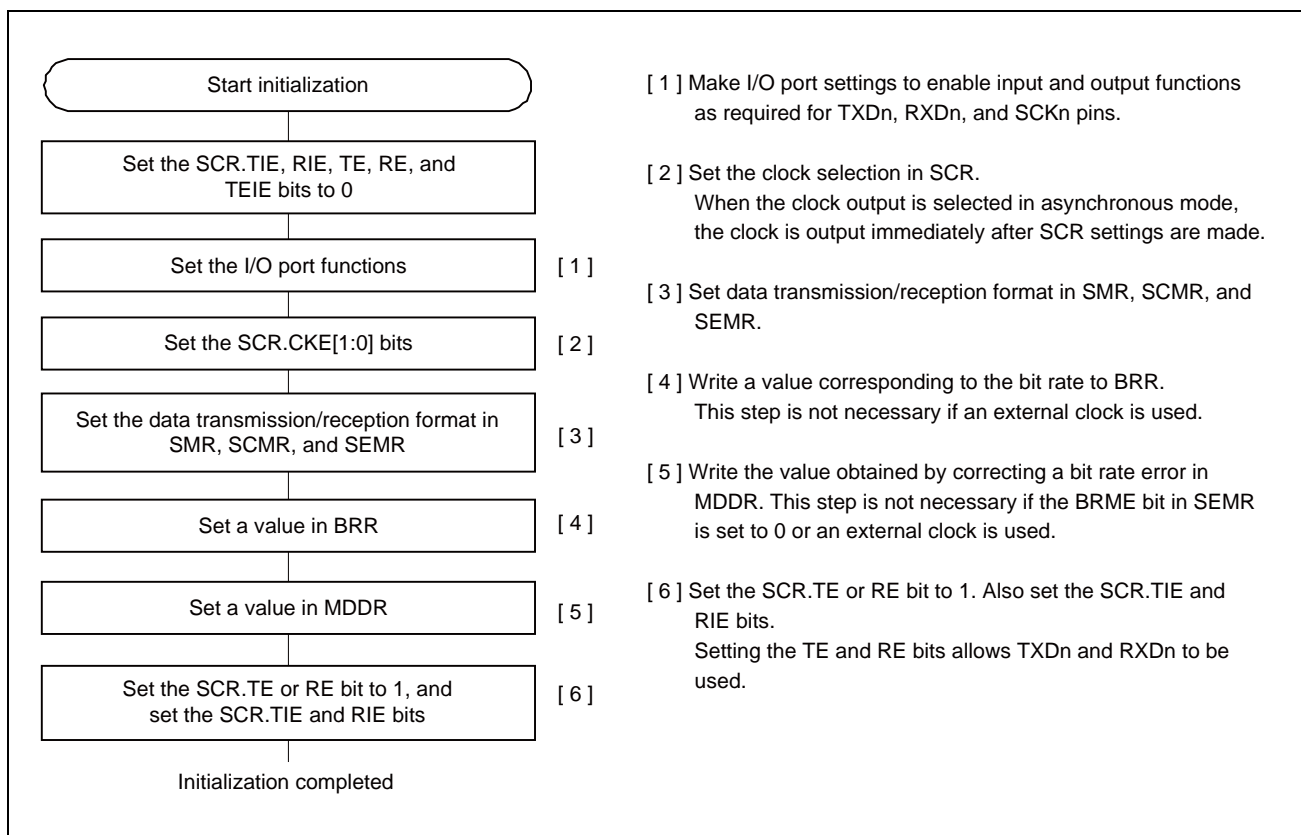 Start initialization
Set the SCR.TIE, RIE, TE, RE, and
TEIE bits to 0
Set the I/O port functions
[ 1 ]
Set the SCR.CKE[1:0] bits
[ 2 ]
Set the data transmission/reception format in
SMR, SCMR, and SEMR
[ 3 ]
Set a value in BRR
[ 4 ]
Set a value in MDDR
[ 5 ]
Set the SCR.TE or RE bit to 1, and
set the SCR.TIE and RIE bits
[ 6 ]
Initialization completed
[ 1 ] Make I/O port settings to enable input and output functions
as required for TXDn, RXDn, and SCKn pins.
[ 2 ] Set the clock selection in SCR.
When the clock output is selected in asynchronous mode,
the clock is output immediately after SCR settings are made.
[ 3 ] Set data transmission/reception format in SMR, SCMR, and
SEMR.
[ 4 ] Write a value corresponding to the bit rate to BRR.
This step is not necessary if an external clock is used.
[ 5 ] Write the value obtained by correcting a bit rate error in
MDDR. This step is not necessary if the BRME bit in SEMR
is set to 0 or an external clock is used.
[ 6 ] Set the SCR.TE or RE bit to 1. Also set the SCR.TIE and
RIE bits.
Setting the TE and RE bits allows TXDn and RXDn to be
used.